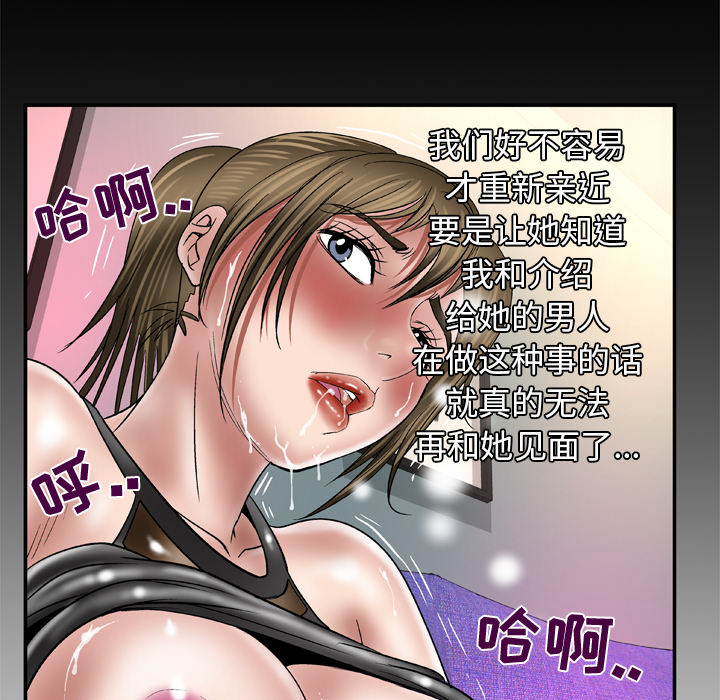 哈啊..
我们好不容易
才重新亲近
要是让她知道
我和介绍
给她的男人
在做这种事的话
就真的无法
再和她见面了...
哈啊..